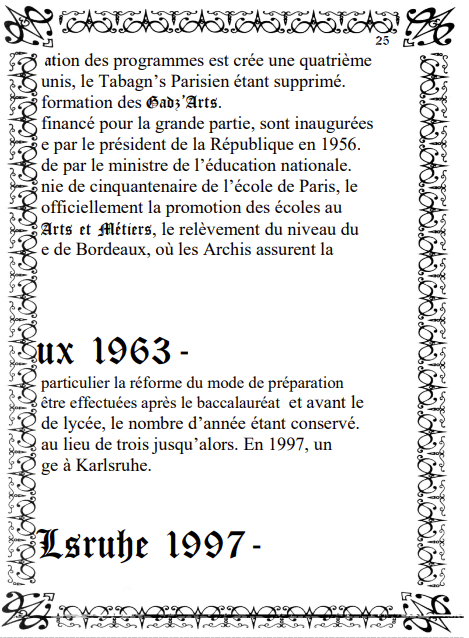 25
ation des programmes est crée une quatrième
unis, le Tabagn’s Parisien étant supprimé.
formation des Gadz’Arts.
financé pour la grande partie, sont inaugurées
e par le président de la République en 1956.
de par le ministre de l’éducation nationale.
nie de cinquantenaire de l’école de Paris, le
officiellement la promotion des écoles au
Arts et Métiers, le relèvement du niveau du
e de Bordeaux, où les Archis assurent la
ux 1963 -
particulier la réforme du mode de préparation
être effectuées après le baccalauréat et avant le
de lycée, le nombre d’année étant conservé.
au lieu de trois jusqu’alors. En 1997, un
ge à Karlsruhe.
Lsruhe 1997 -